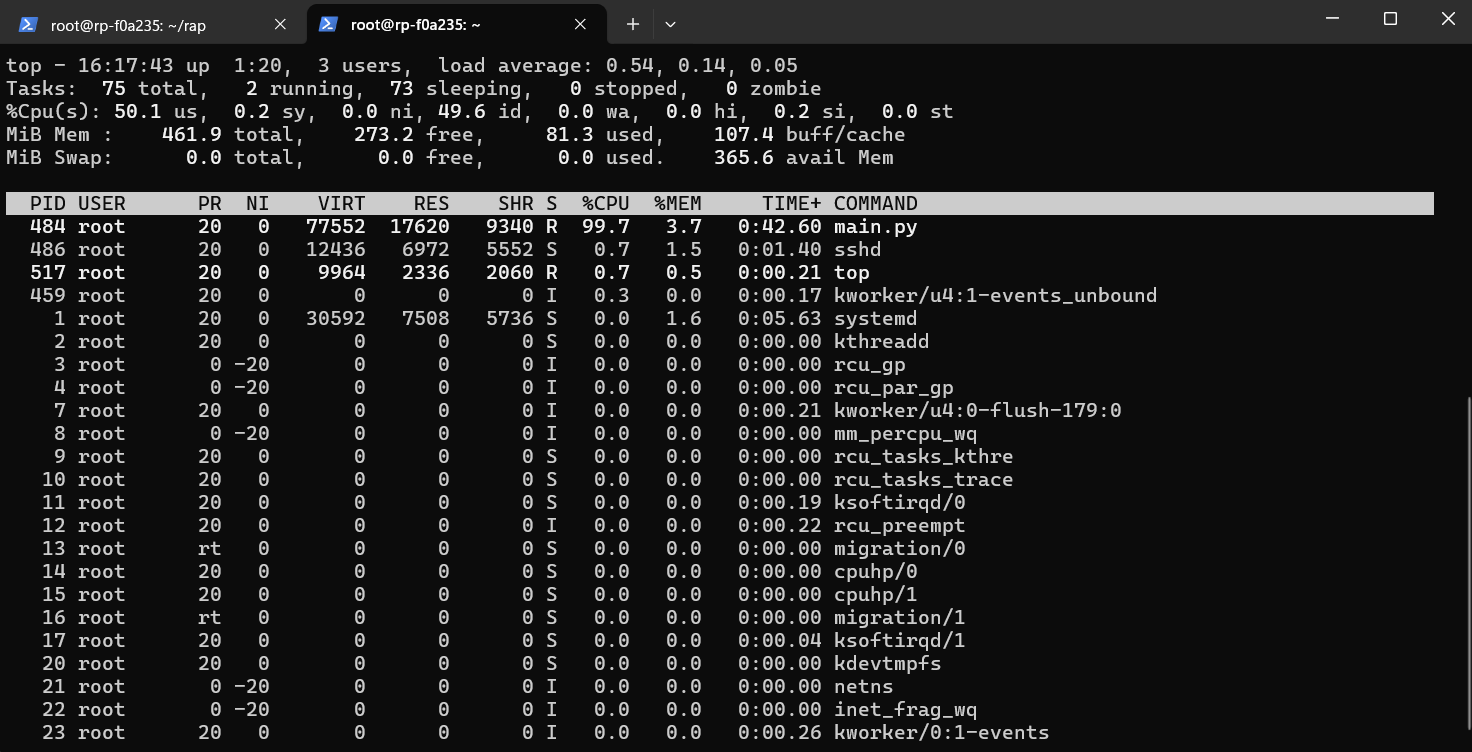 root@rp-f0a235: ~/rap
root@rp-f0a235: ~
top - 16:17:43 up  1:20,  3 users,  load average: 0.54, 0.14, 0.05
Tasks:  75 total,   2 running,  73 sleeping,   0 stopped,   0 zombie
%Cpu(s): 50.1 us,  0.2 sy,  0.0 ni, 49.6 id,  0.0 wa,  0.0 hi,  0.2 si,  0.0 st
MiB Mem :    461.9 total,    273.2 free,     81.3 used,    107.4 buff/cache
MiB Swap:      0.0 total,      0.0 free,      0.0 used.    365.6 avail Mem
PID USER      PR  NI    VIRT    RES    SHR S  %CPU  %MEM     TIME+ COMMAND
484 root      20   0   77552  17620   9340 R  99.7   3.7   0:42.60 main.py
486 root      20   0   12436   6972   5552 S   0.7   1.5   0:01.40 sshd
517 root      20   0    9964   2336   2060 R   0.7   0.5   0:00.21 top
459 root      20   0       0      0      0 I   0.3   0.0   0:00.17 kworker/u4:1-events_unbound
1 root      20   0   30592   7508   5736 S   0.0   1.6   0:05.63 systemd
2 root      20   0       0      0      0 S   0.0   0.0   0:00.00 kthreadd
3 root       0 -20       0      0      0 I   0.0   0.0   0:00.00 rcu_gp
4 root       0 -20       0      0      0 I   0.0   0.0   0:00.00 rcu_par_gp
7 root      20   0       0      0      0 I   0.0   0.0   0:00.21 kworker/u4:0-flush-179:0
8 root       0 -20       0      0      0 I   0.0   0.0   0:00.00 mm_percpu_wq
9 root      20   0       0      0      0 S   0.0   0.0   0:00.00 rcu_tasks_kthre
10 root      20   0       0      0      0 S   0.0   0.0   0:00.00 rcu_tasks_trace
11 root      20   0       0      0      0 S   0.0   0.0   0:00.19 ksoftirqd/0
12 root      20   0       0      0      0 I   0.0   0.0   0:00.22 rcu_preempt
13 root      rt   0       0      0      0 S   0.0   0.0   0:00.00 migration/0
14 root      20   0       0      0      0 S   0.0   0.0   0:00.00 cpuhp/0
15 root      20   0       0      0      0 S   0.0   0.0   0:00.00 cpuhp/1
16 root      rt   0       0      0      0 S   0.0   0.0   0:00.00 migration/1
17 root      20   0       0      0      0 S   0.0   0.0   0:00.04 ksoftirqd/1
20 root      20   0       0      0      0 S   0.0   0.0   0:00.00 kdevtmpfs
21 root       0 -20       0      0      0 I   0.0   0.0   0:00.00 netns
22 root       0 -20       0      0      0 I   0.0   0.0   0:00.00 inet_frag_wq
23 root      20   0       0      0      0 I   0.0   0.0   0:00.26 kworker/0:1-events